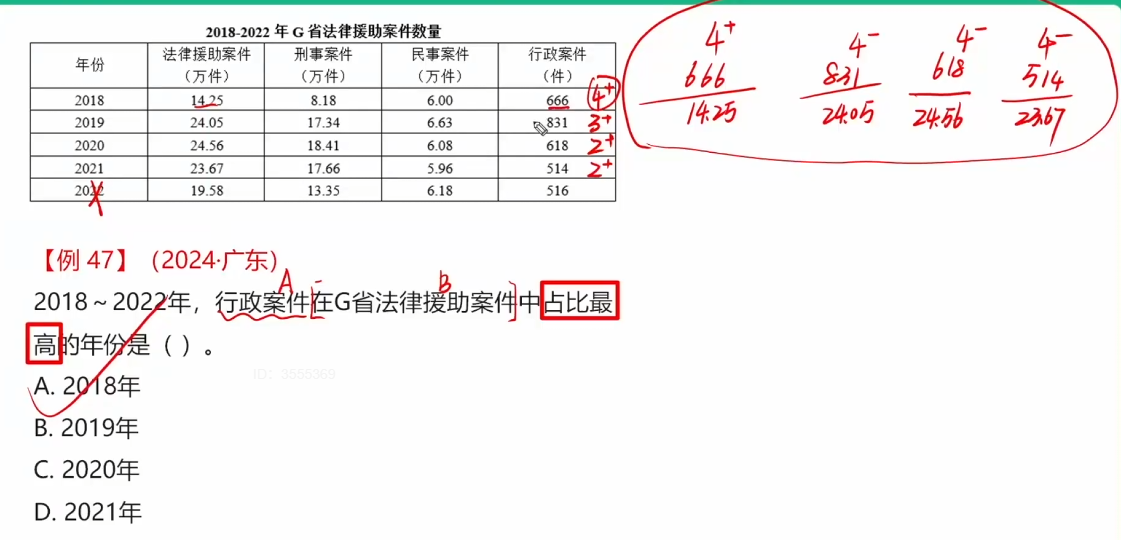 2018-2022 年 G 省法律援助案件数量
年份 法律援助案件（万件） 刑事案件（万件） 民事案件（万件） 行政案件（件）
2018 14.25 8.18 6.00 666 4+
2019 24.05 17.34 6.63 831 3+
2020 24.56 18.41 6.08 618 2+
2021 23.67 17.66 5.96 514 2+
2022 19.58 13.35 6.18 516
4+ 4- 4- 4-
666 831 618 514
14.25 24.05 24.56 23.67
【例 47】（2024·广东）
A B
2018～2022年，行政案件在G省法律援助案件中占比最
高的年份是（ ）。
ID：3555369
A. 2018年
B. 2019年
C. 2020年
D. 2021年